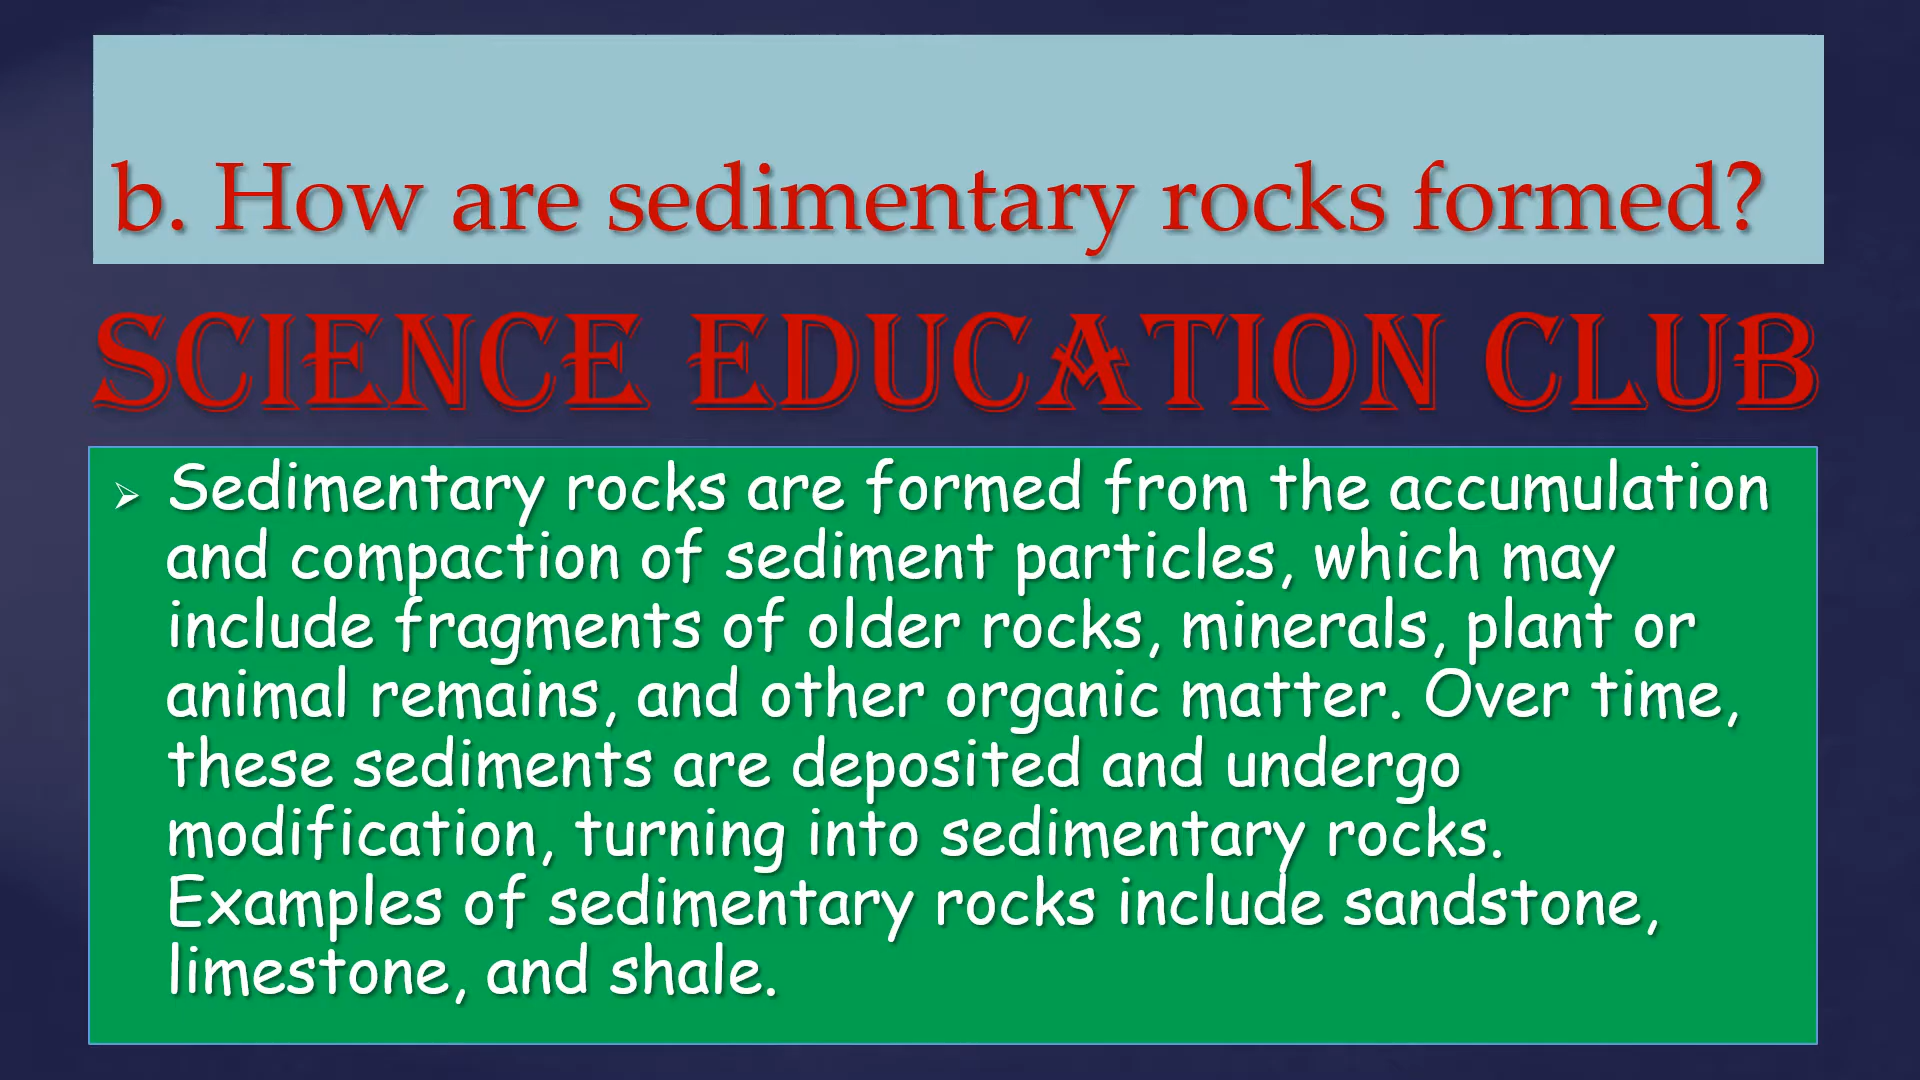 b. How are sedimentary rocks formed?
SCIENCE EDUCATION CLUB
➢ Sedimentary rocks are formed from the accumulation
and compaction of sediment particles, which may
include fragments of older rocks, minerals, plant or
animal remains, and other organic matter. Over time,
these sediments are deposited and undergo
modification, turning into sedimentary rocks.
Examples of sedimentary rocks include sandstone,
limestone, and shale.